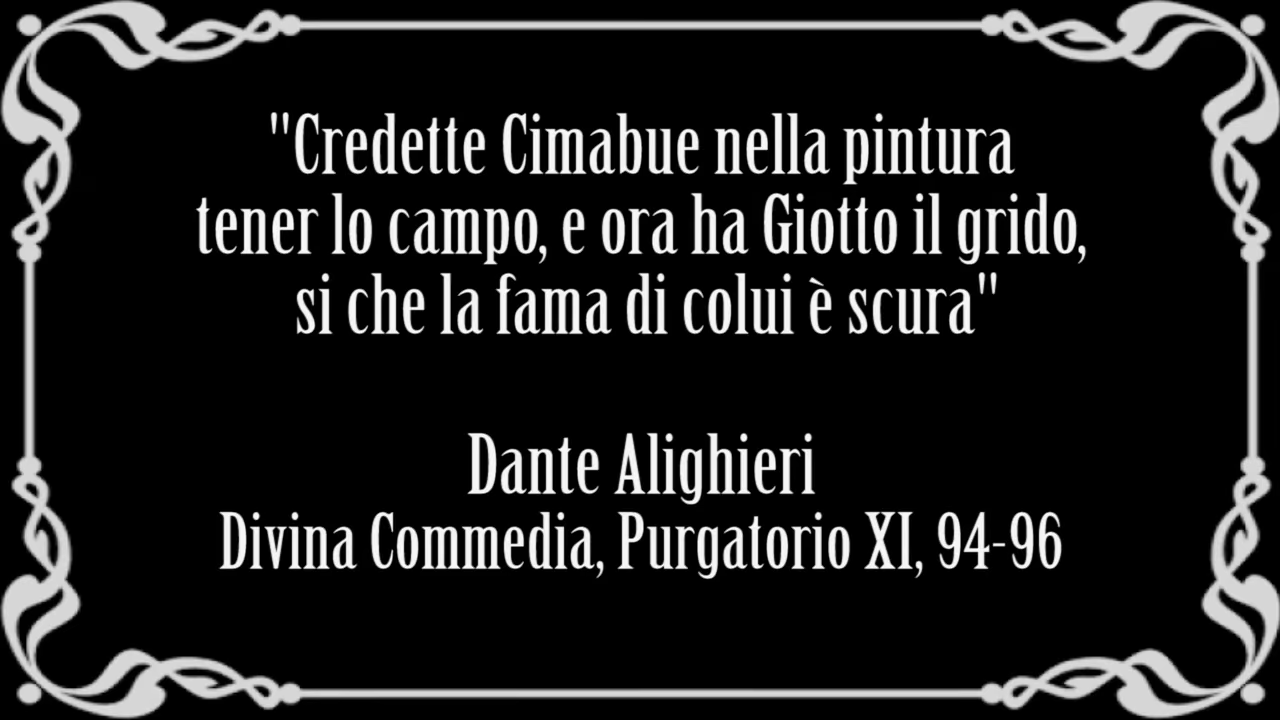 "Credette Cimabue nella pintura
tener lo campo, e ora ha Giotto il grido,
si che la fama di colui è scura"
Dante Alighieri
Divina Commedia, Purgatorio XI, 94-96